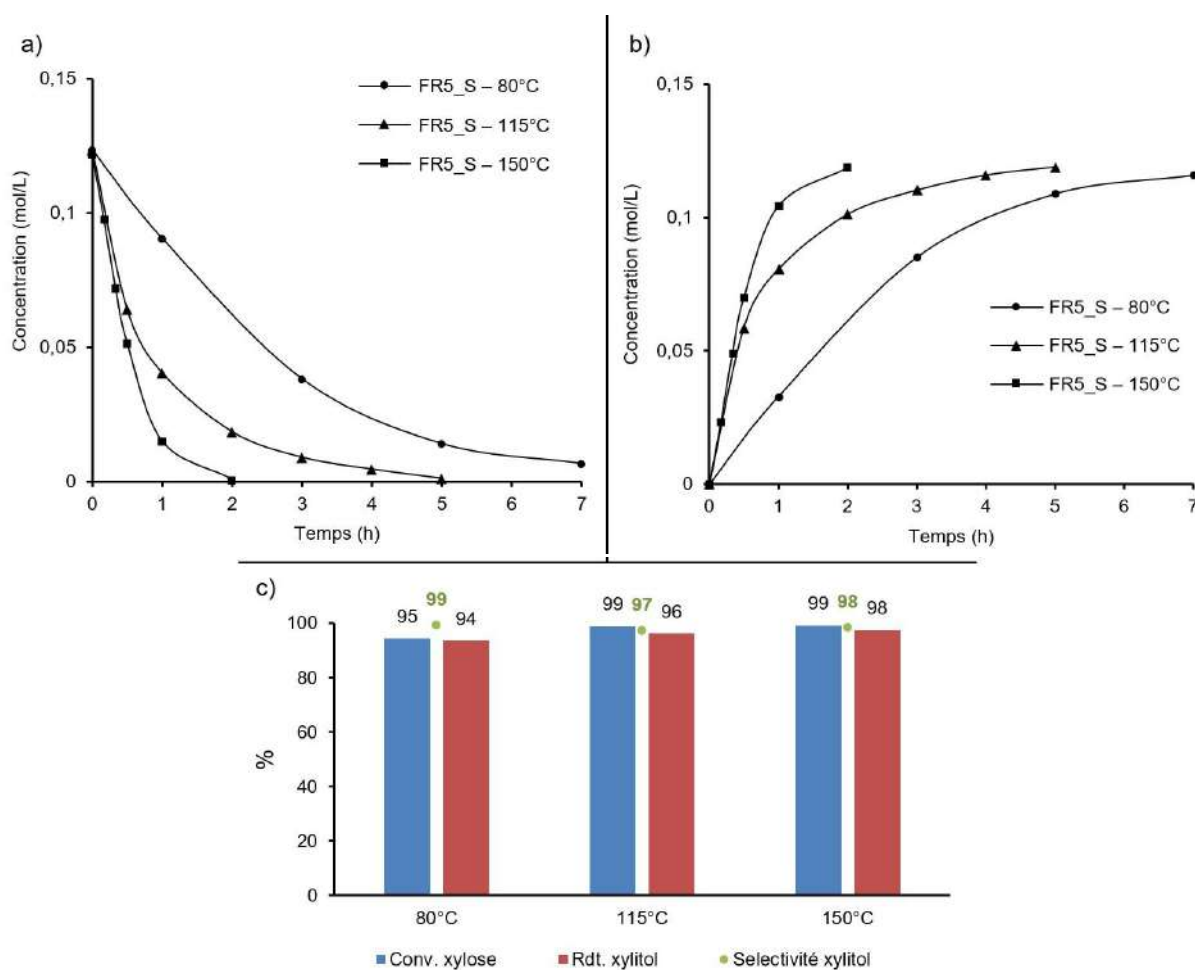 a)
Concentration (mol/L)
0,15
0,1
0,05
0
0 1 2 3 4 5 6 7
Temps (h)
FR5_S – 80°C
FR5_S – 115°C
FR5_S – 150°C
b)
Concentration (mol/L)
0,15
0,1
0,05
0
0 1 2 3 4 5 6 7
Temps (h)
FR5_S – 80°C
FR5_S – 115°C
FR5_S – 150°C
c)
%
100
80
60
40
20
0
95 99 94
99 97 96
99 98 98
80°C 115°C 150°C
Conv. xylose Rdt. xylitol Selectivité xylitol